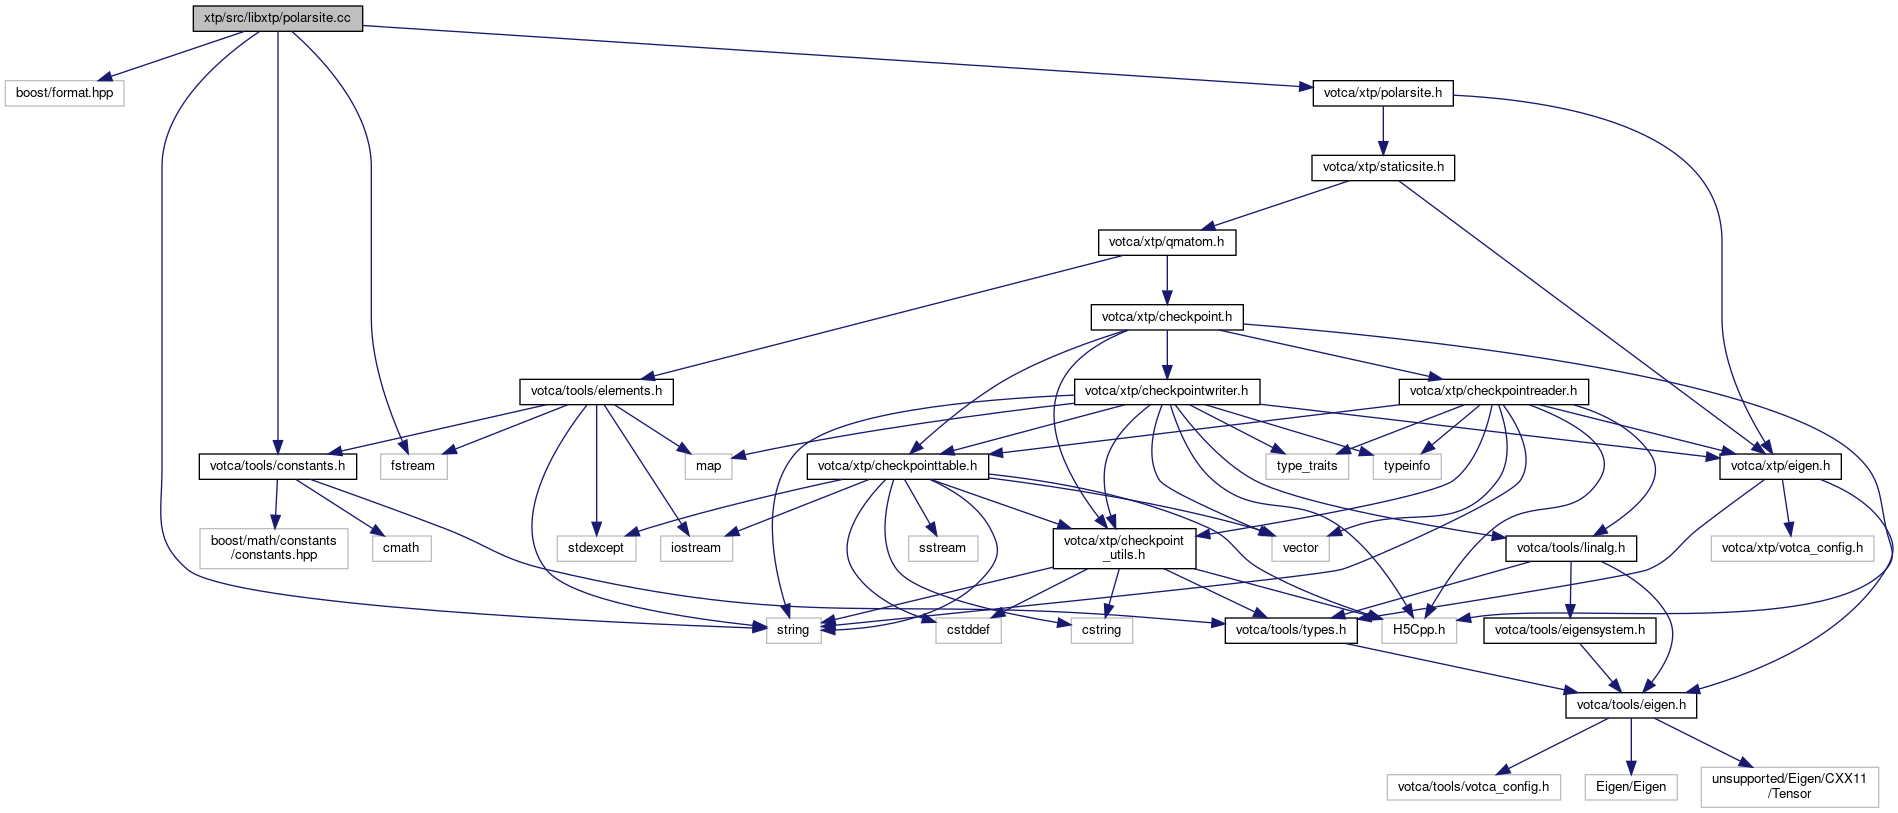 xtp/src/libxtp/polarsite.cc
boost/format.hpp
votca/xtp/polarsite.h
votca/xtp/staticsite.h
votca/xtp/qmatom.h
votca/xtp/checkpoint.h
votca/tools/elements.h
votca/xtp/checkpointwriter.h
votca/xtp/checkpointreader.h
votca/tools/constants.h
fstream
map
votca/xtp/checkpointtable.h
type_traits
typeinfo
votca/xtp/eigen.h
boost/math/constants
/constants.hpp
cmath
stdexcept
iostream
sstream
votca/xtp/checkpoint
_utils.h
vector
votca/tools/linalg.h
votca/xtp/votca_config.h
string
cstddef
cstring
votca/tools/types.h
H5Cpp.h
votca/tools/eigensystem.h
votca/tools/eigen.h
votca/tools/votca_config.h
Eigen/Eigen
unsupported/Eigen/CXX11
/Tensor